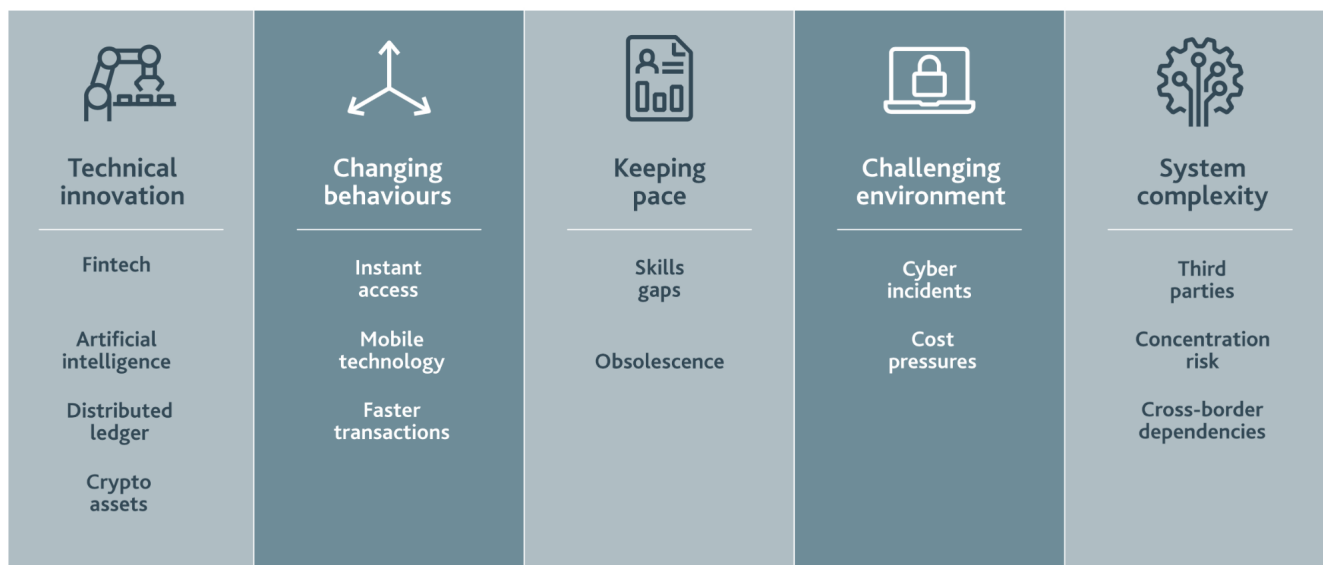 Technical
innovation
Fintech
Artificial
intelligence
Distributed
ledger
Crypto
assets
Changing
behaviours
Instant
access
Mobile
technology
Faster
transactions
Keeping
pace
Skills
gaps
Obsolescence
Challenging
environment
Cyber
incidents
Cost
pressures
System
complexity
Third
parties
Concentration
risk
Cross-border
dependencies